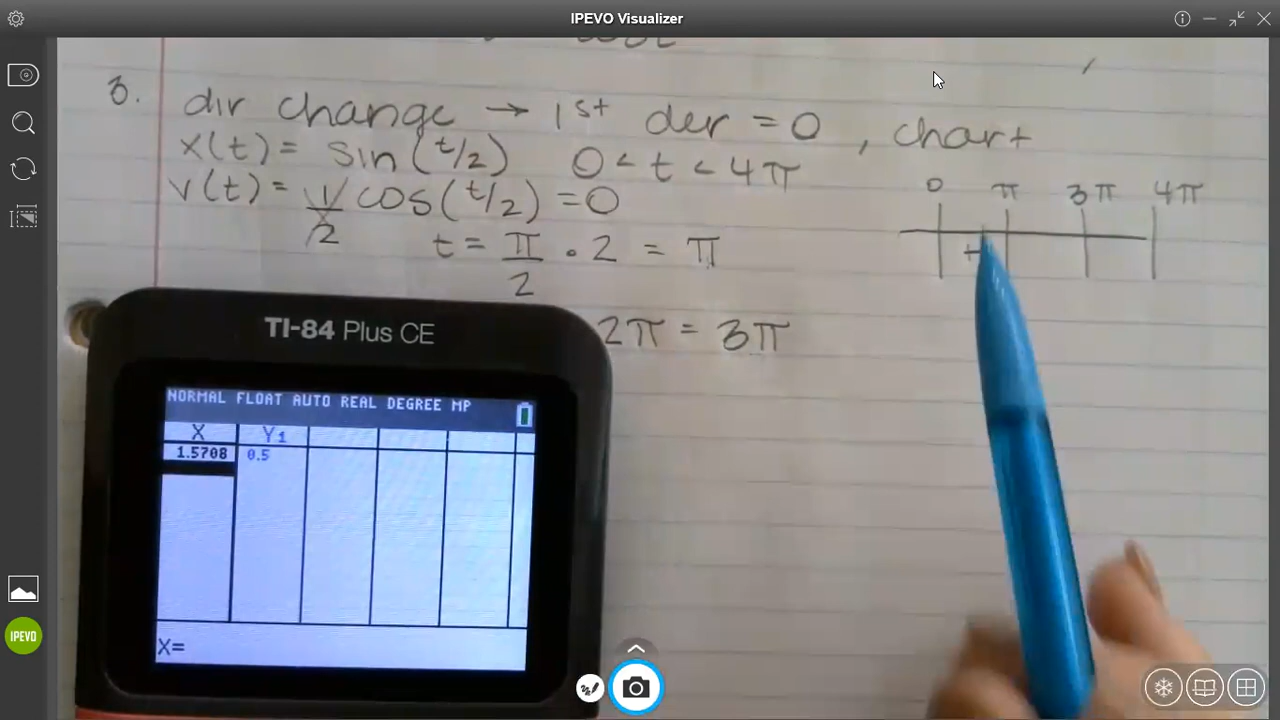 IPEVO Visualizer
3. dir change → 1st der = 0 , chart
x(t) = sin(t/2) 0 < t < 4π
v(t) = 1/2 cos(t/2) = 0
t = π/2 · 2 = π
2π = 3π
0 π 3π 4π
+
TI-84 Plus CE
NORMAL FLOAT AUTO REAL DEGREE MP
X Y1
1.5708 0.5
X=
IPEVO